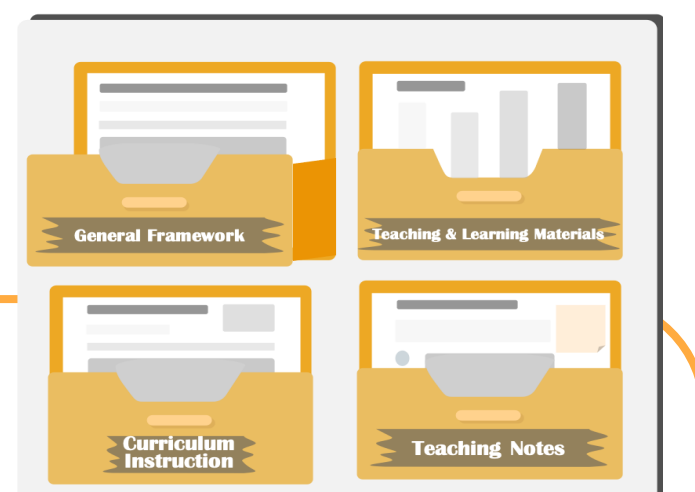 General Framework
Teaching & Learning Materials
Curriculum
Instruction
Teaching Notes